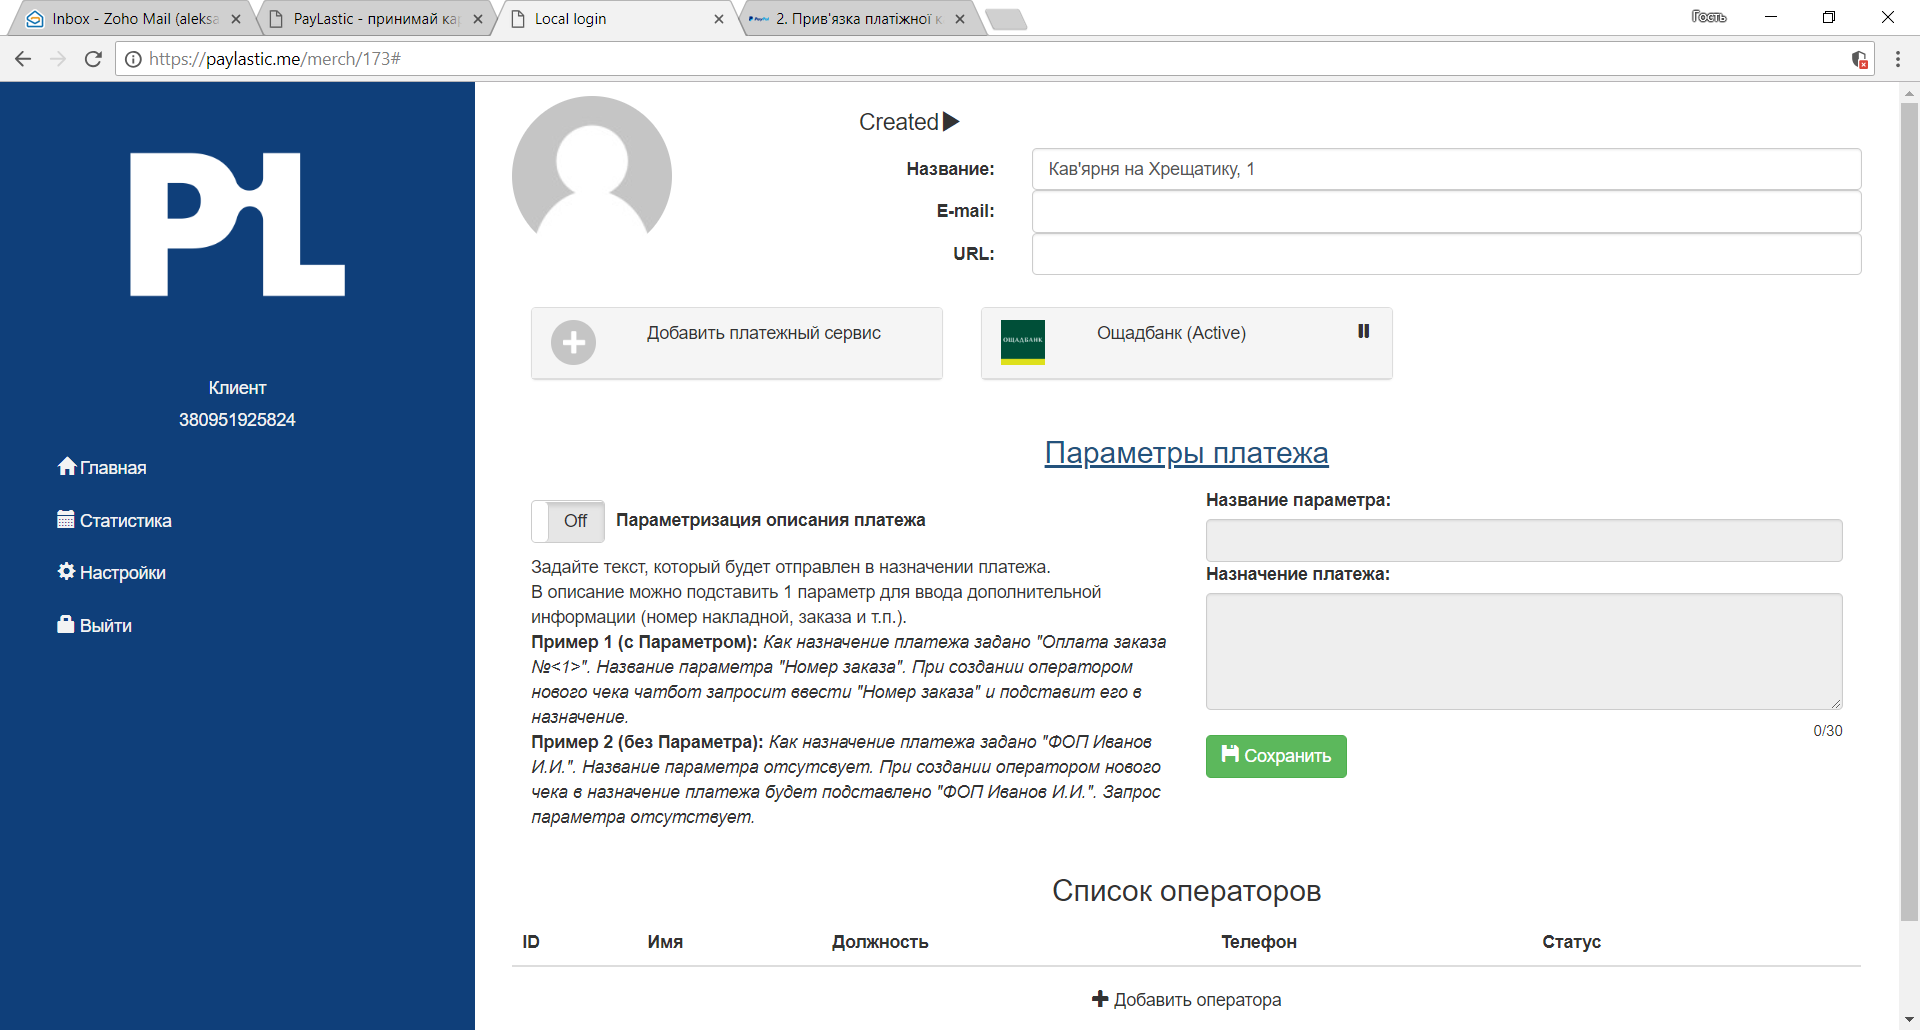 Inbox - Zoho Mail (aleksa
PayLastic - принимай ка
Local login
PayPal
2. Прив'язка платіжної к
Гость
https://paylastic.me/merch/173#
PL
Клиент
380951925824
Главная
Статистика
Настройки
Выйти
Created
Название:
Кав'ярня на Хрещатику, 1
E-mail:
URL:
Добавить платежный сервис
ОЩАДБАНК
Ощадбанк (Active)
Параметры платежа
Off
Параметризация описания платежа
Задайте текст, который будет отправлен в назначении платежа.
В описание можно подставить 1 параметр для ввода дополнительной
информации (номер накладной, заказа и т.п.).
Пример 1 (с Параметром): Как назначение платежа задано "Оплата заказа
№<1>". Название параметра "Номер заказа". При создании оператором
нового чека чатбот запросит ввести "Номер заказа" и подставит его в
назначение.
Пример 2 (без Параметра): Как назначение платежа задано "ФОП Иванов
И.И.". Название параметра отсутсвует. При создании оператором нового
чека в назначение платежа будет подставлено "ФОП Иванов И.И.". Запрос
параметра отсутствует.
Название параметра:
Назначение платежа:
0/30
Сохранить
Список операторов
ID
Имя
Должность
Телефон
Статус
Добавить оператора